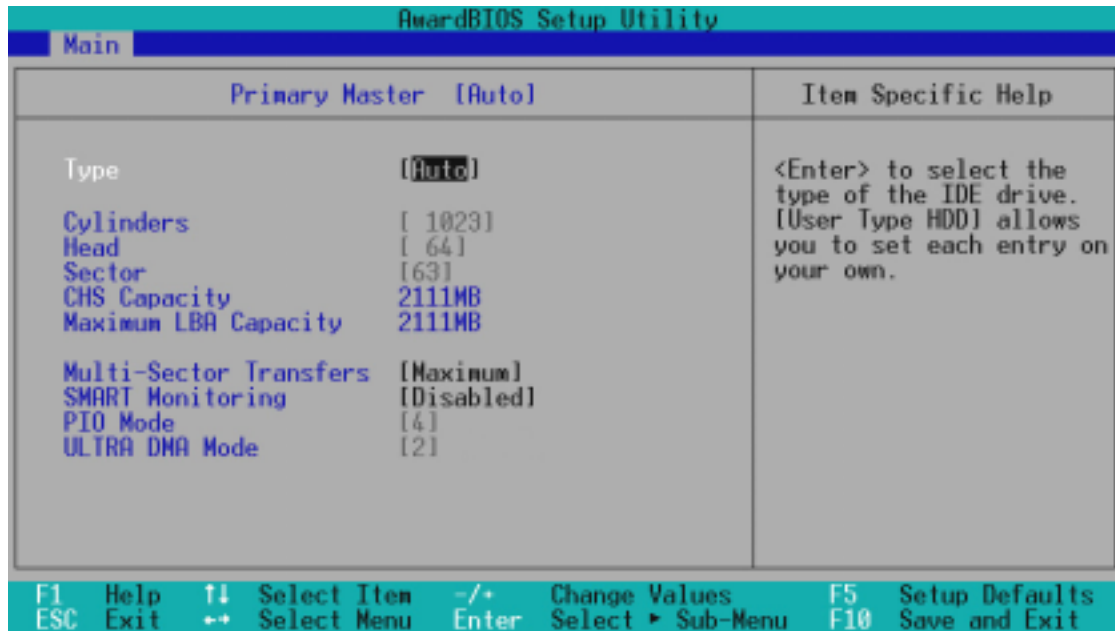 AwardBIOS Setup Utility
Main
Primary Master [Auto]
Item Specific Help
Type [Auto]
Cylinders [ 1023]
Head [ 64]
Sector [63]
CHS Capacity 2111MB
Maximum LBA Capacity 2111MB
Multi-Sector Transfers [Maximum]
SMART Monitoring [Disabled]
PIO Mode [4]
ULTRA DMA Mode [2]
<Enter> to select the
type of the IDE drive.
[User Type HDD] allows
you to set each entry on
your own.
F1 Help ↑↓ Select Item -/+ Change Values F5 Setup Defaults
ESC Exit ←→ Select Menu Enter Select ► Sub-Menu F10 Save and Exit